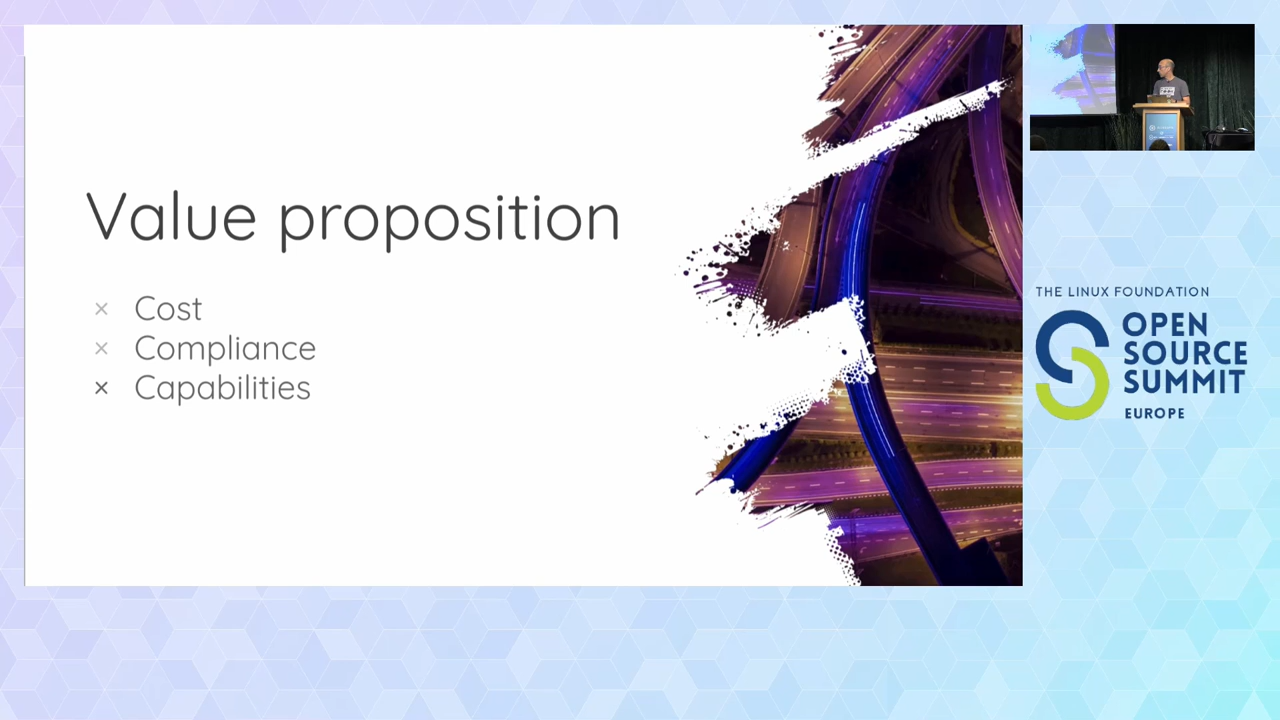 Value proposition
× Cost
× Compliance
× Capabilities
THE LINUX FOUNDATION
OPEN
SOURCE
SUMMIT
EUROPE